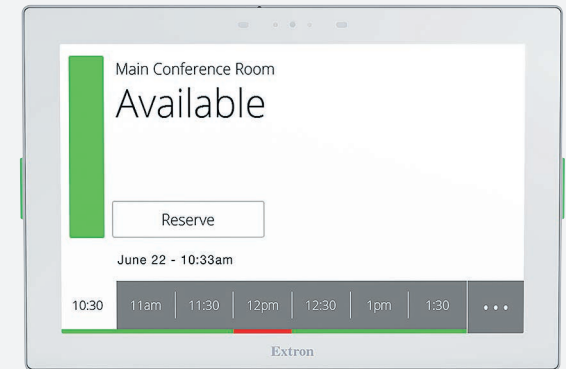 Main Conference Room
Available
Reserve
June 22 - 10:33am
10:30 11am 11:30 12pm 12:30 1pm 1:30 ...
Extron